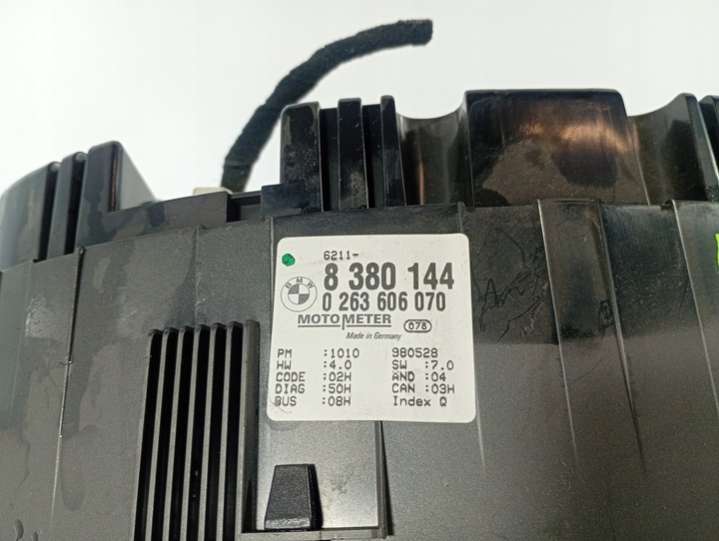 6211-
8 380 144
BMW
0 263 606 070
MOTOMETER 078
Made in Germany
PM :1010 980528
HW :4.0 SW :7.0
CODE :02H AND :04
DIAG :50H CAN :03H
BUS :08H Index Q